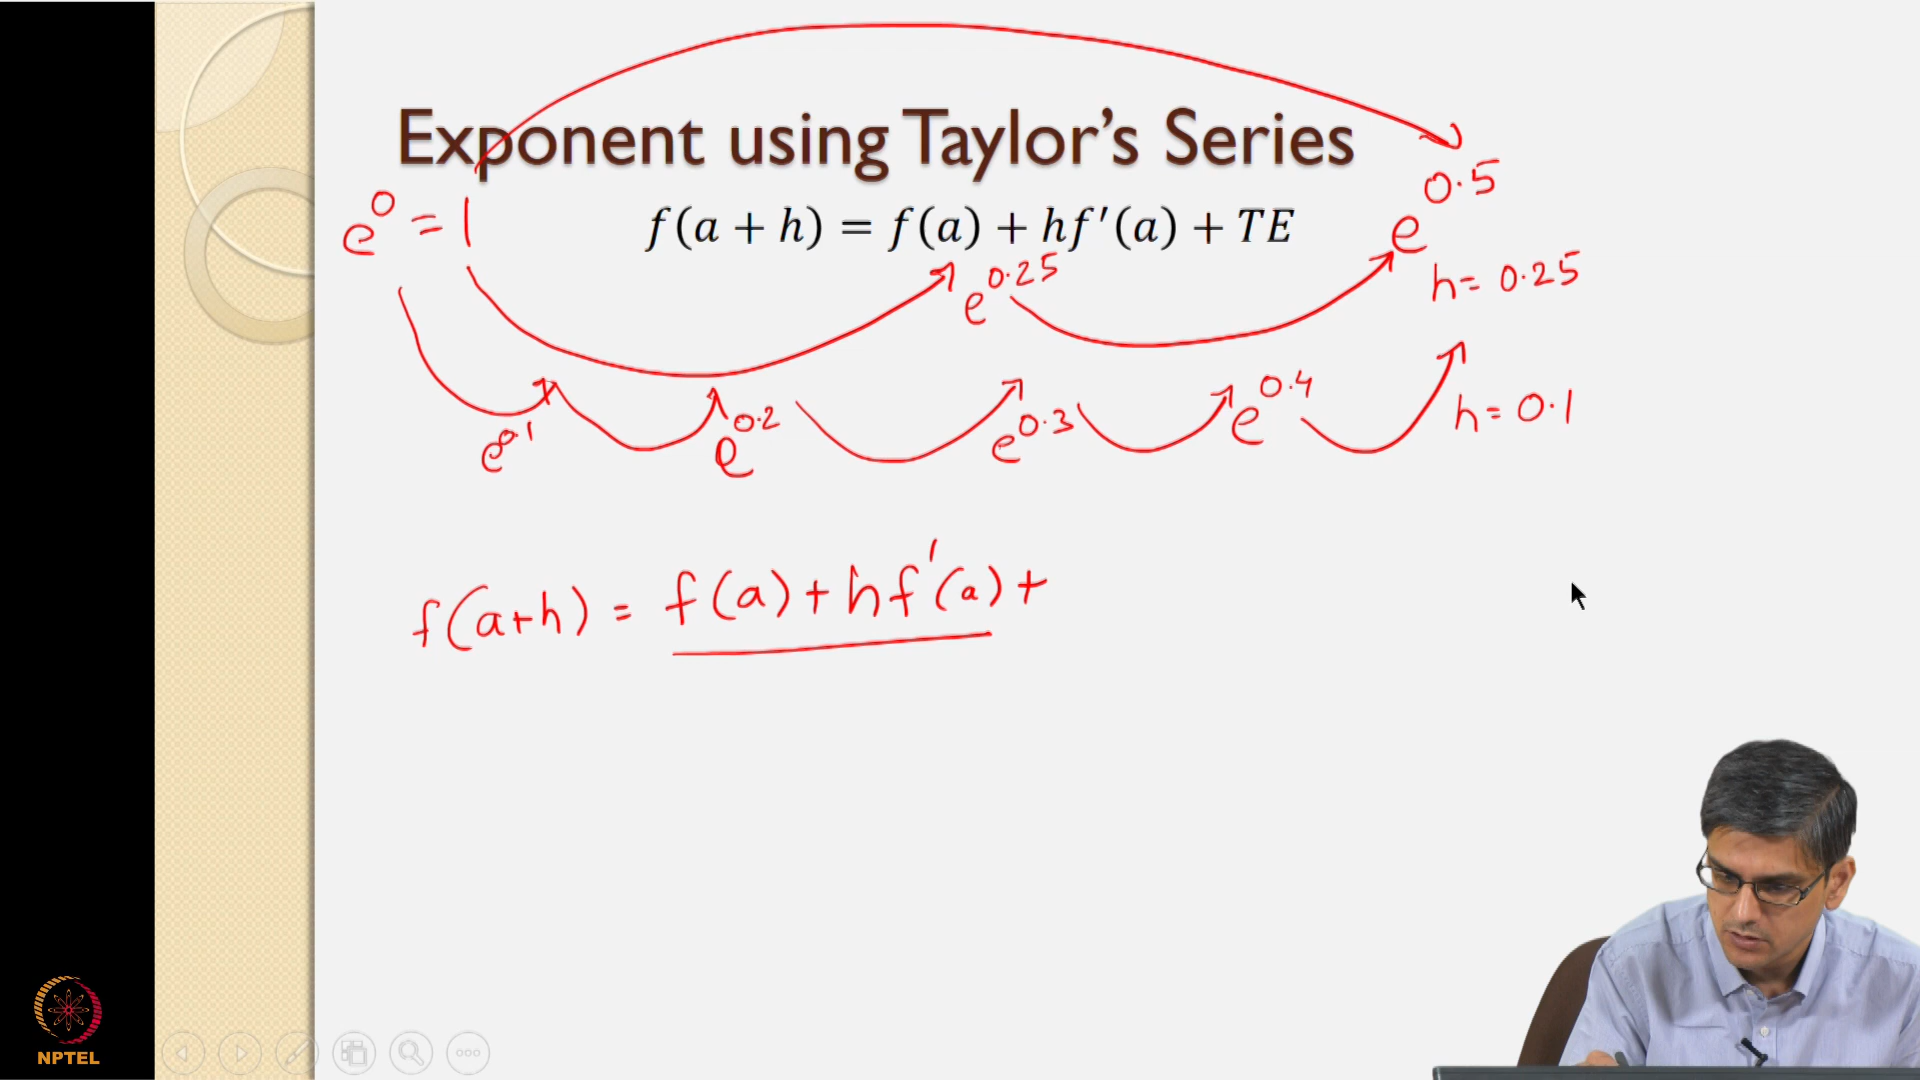 Exponent using Taylor's Series
e^0 = 1
f(a + h) = f(a) + hf′(a) + TE
e^0.5
e^0.25
h = 0.25
e^0.1
e^0.2
e^0.3
e^0.4
h = 0.1
f(a+h) = f(a) + hf'(a) +
NPTEL